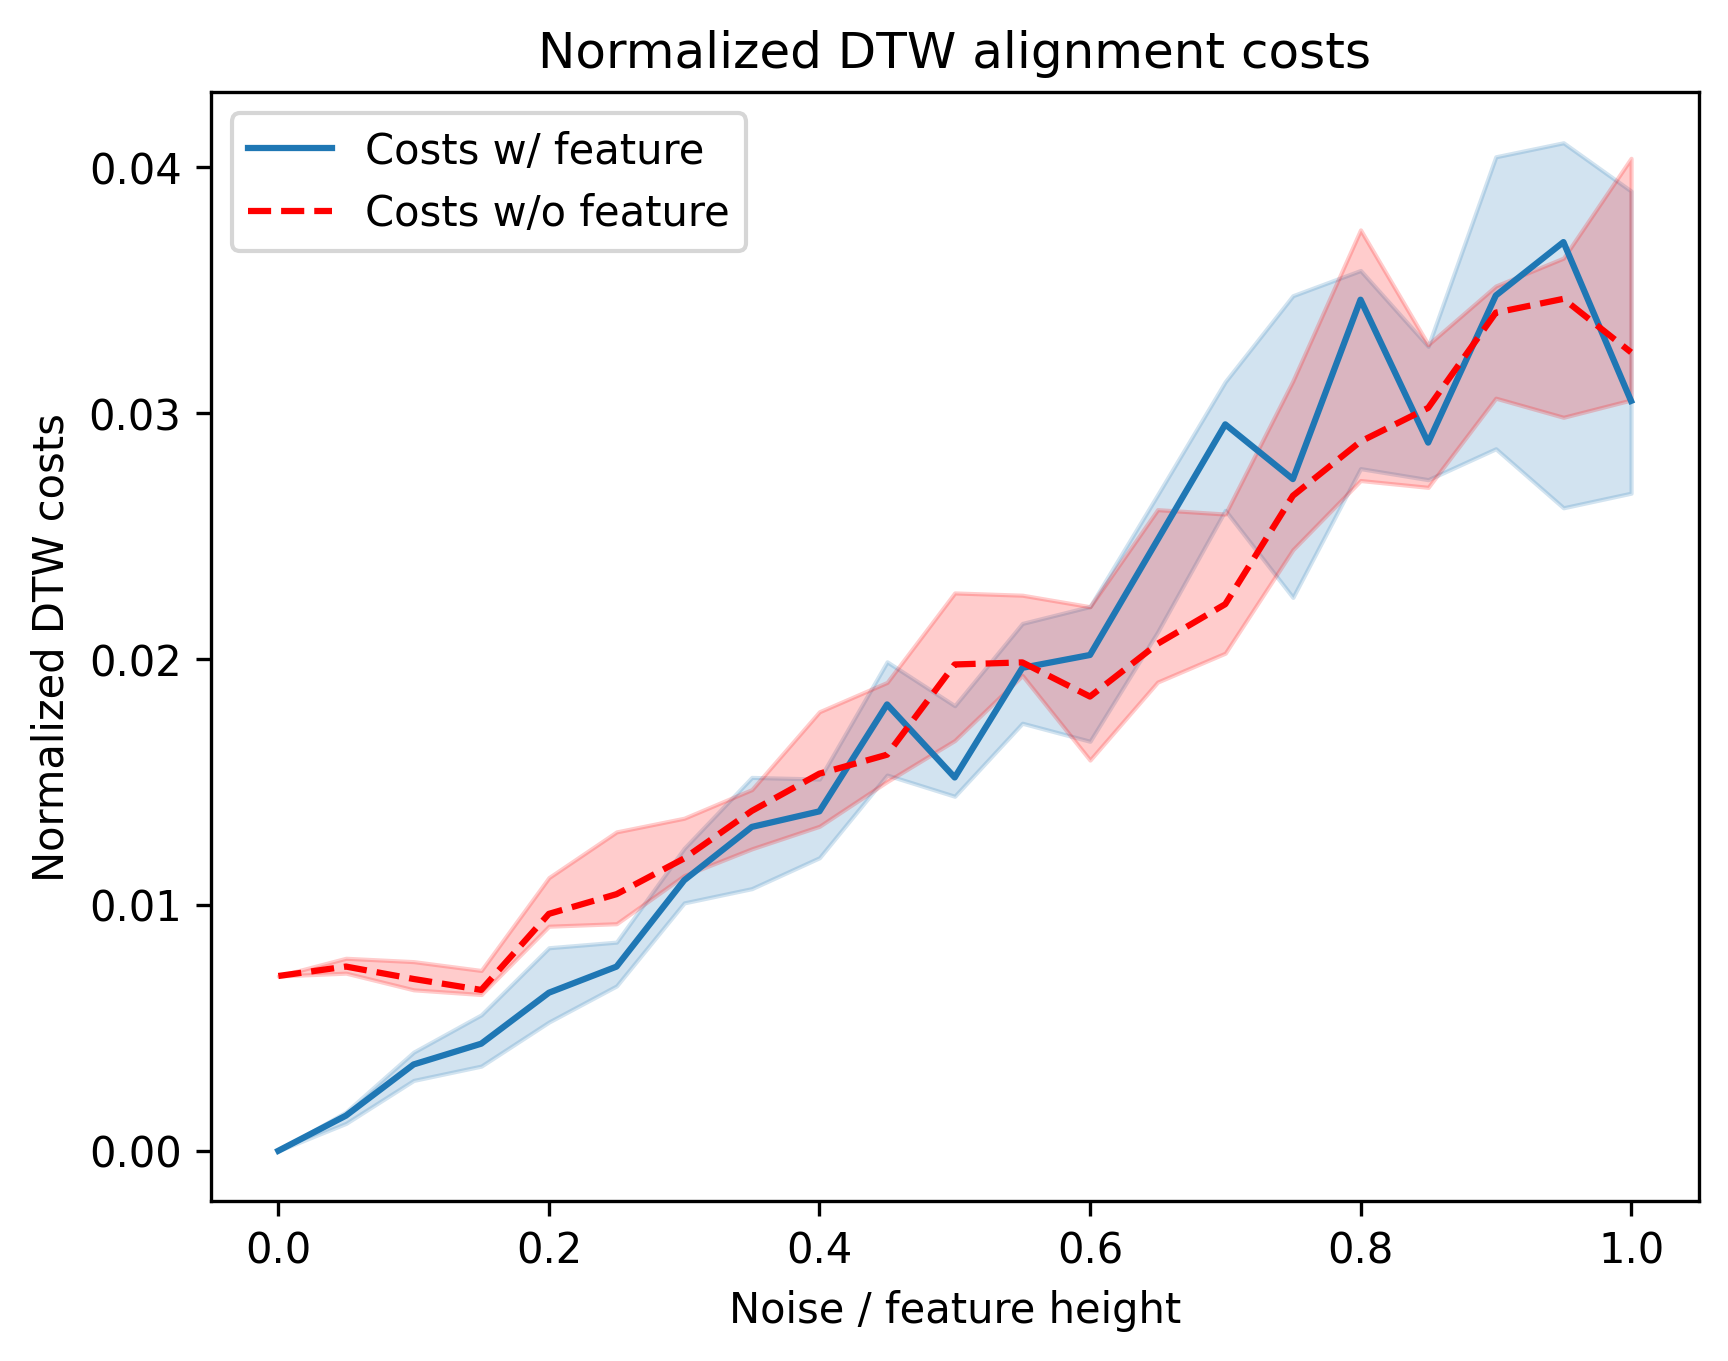 Normalized DTW alignment costs
Costs w/ feature
Costs w/o feature
Normalized DTW costs
0.04
0.03
0.02
0.01
0.00
0.0 0.2 0.4 0.6 0.8 1.0
Noise / feature height